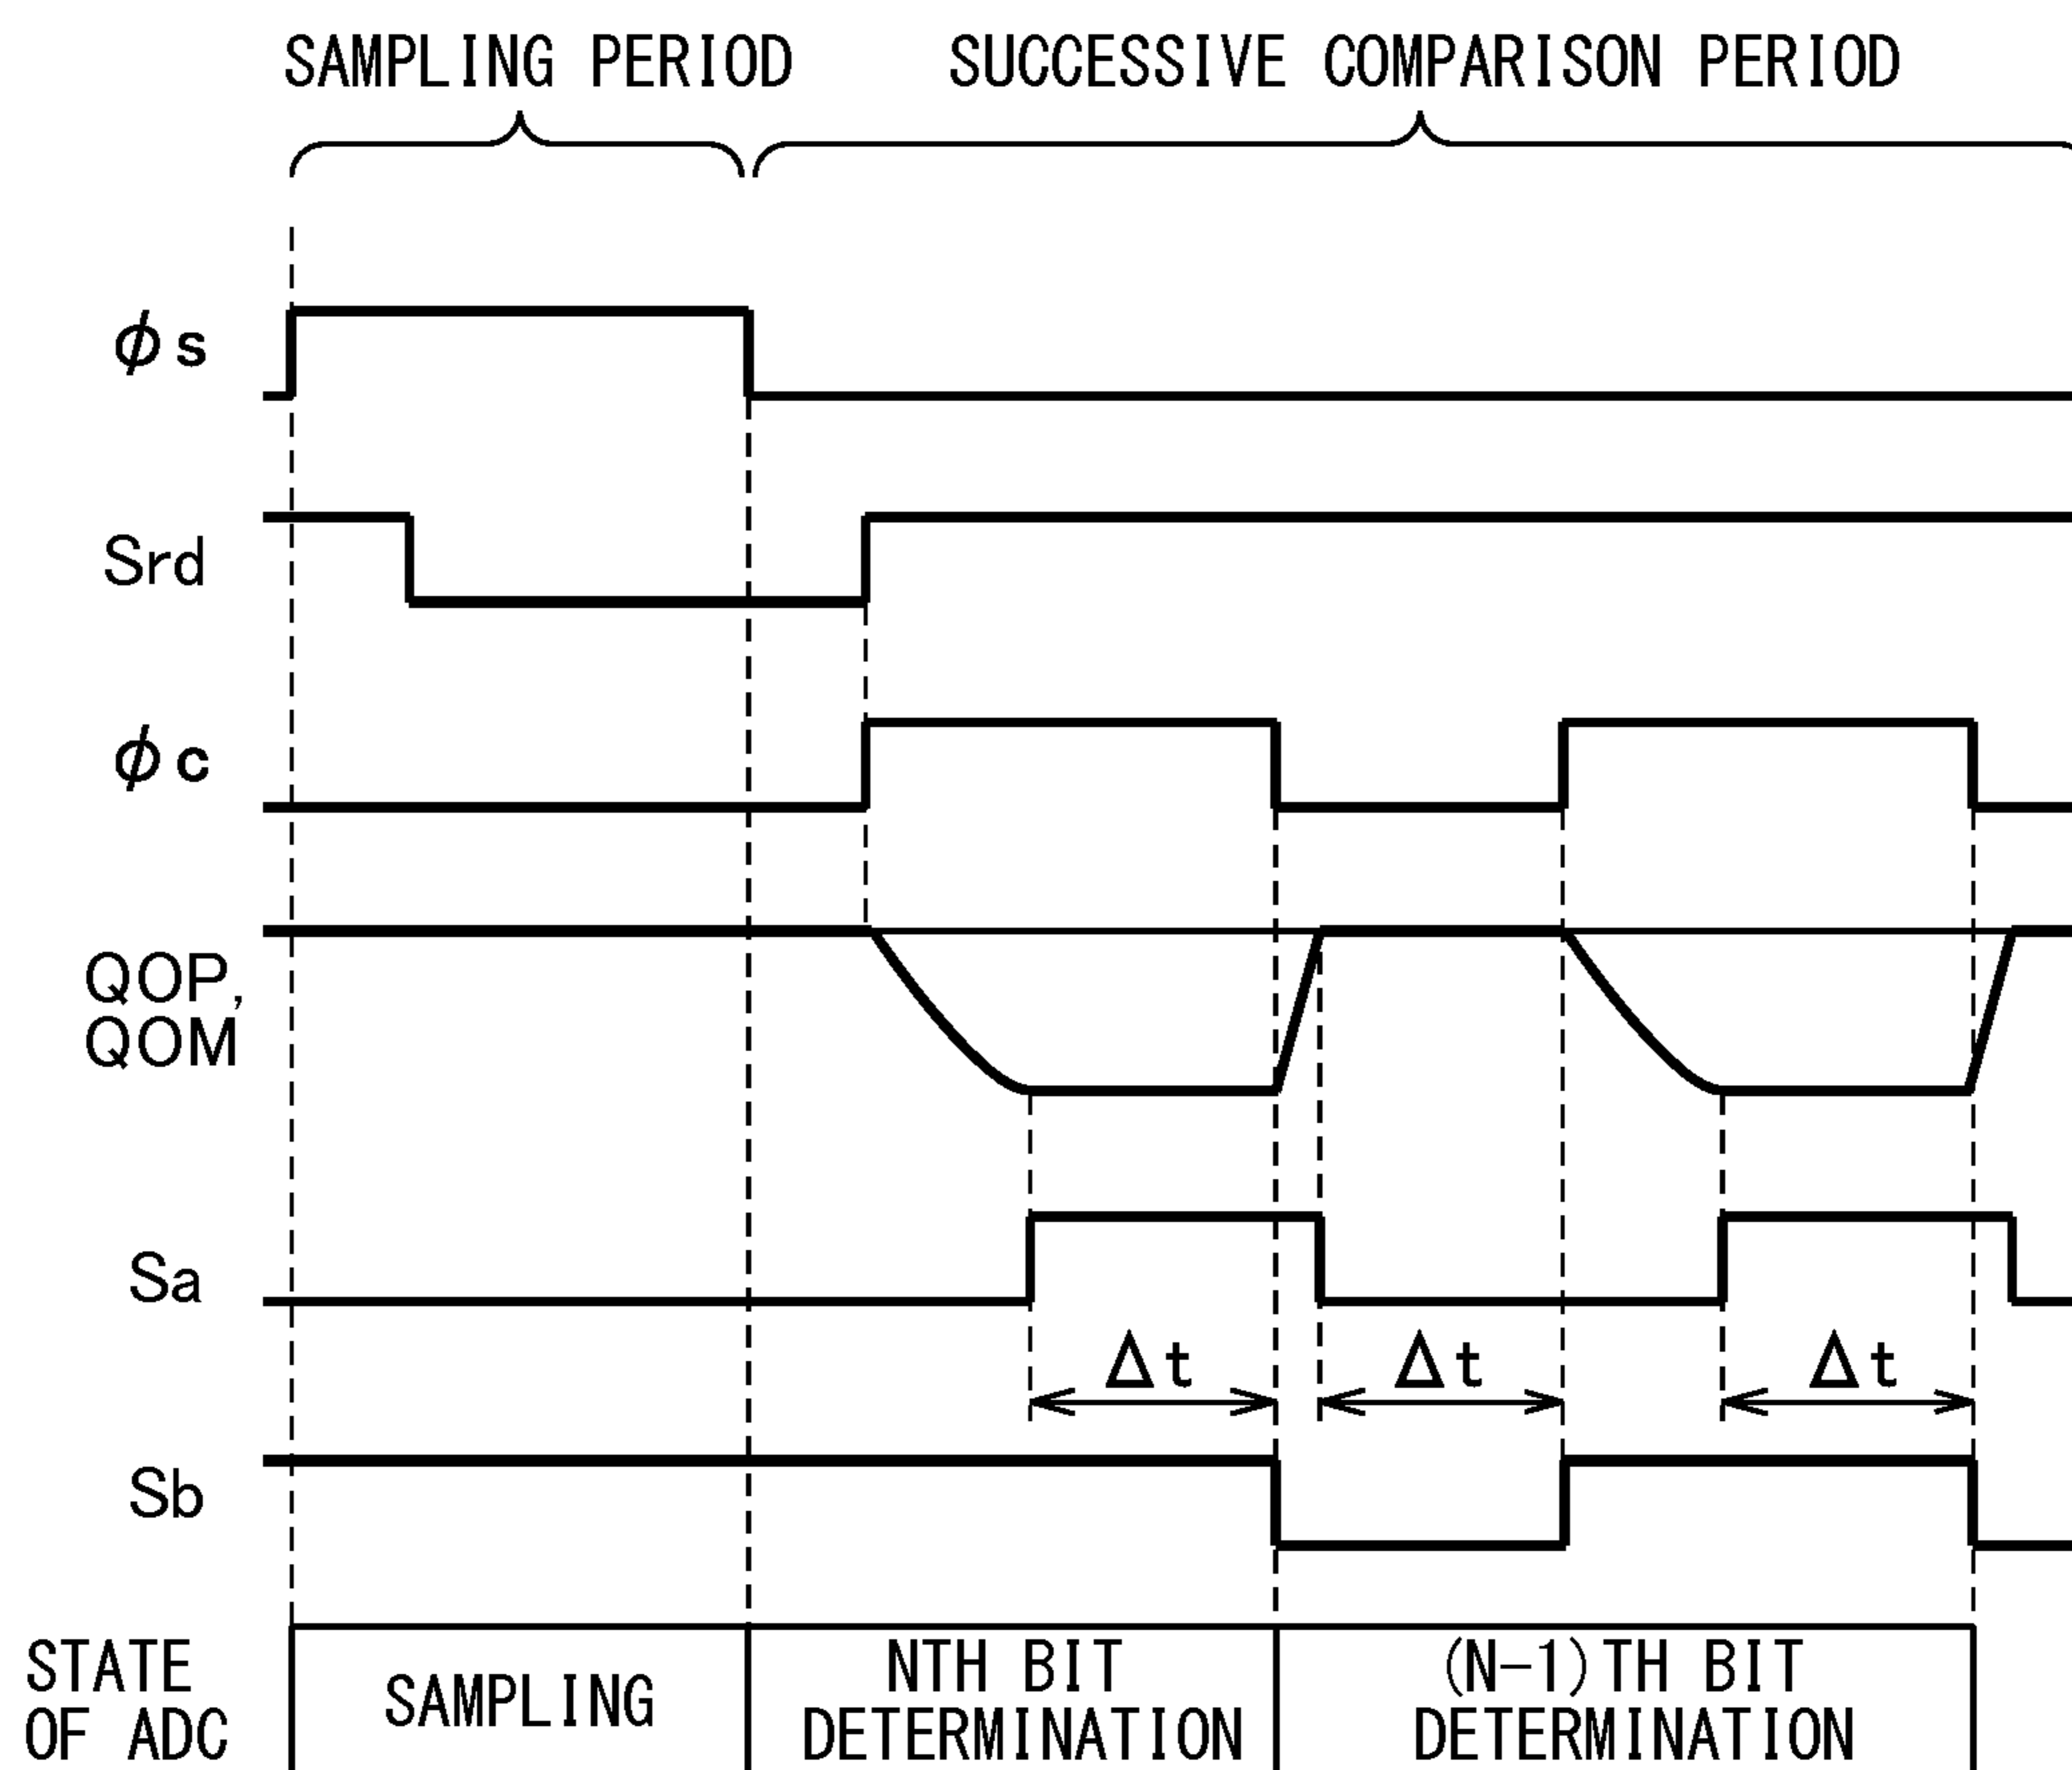 SAMPLING PERIOD
SUCCESSIVE COMPARISON PERIOD
ϕs
Srd
ϕc
QOP,
QOM
Sa
Δt
Δt
Δt
Sb
STATE
OF ADC
SAMPLING
NTH BIT
DETERMINATION
(N-1)TH BIT
DETERMINATION